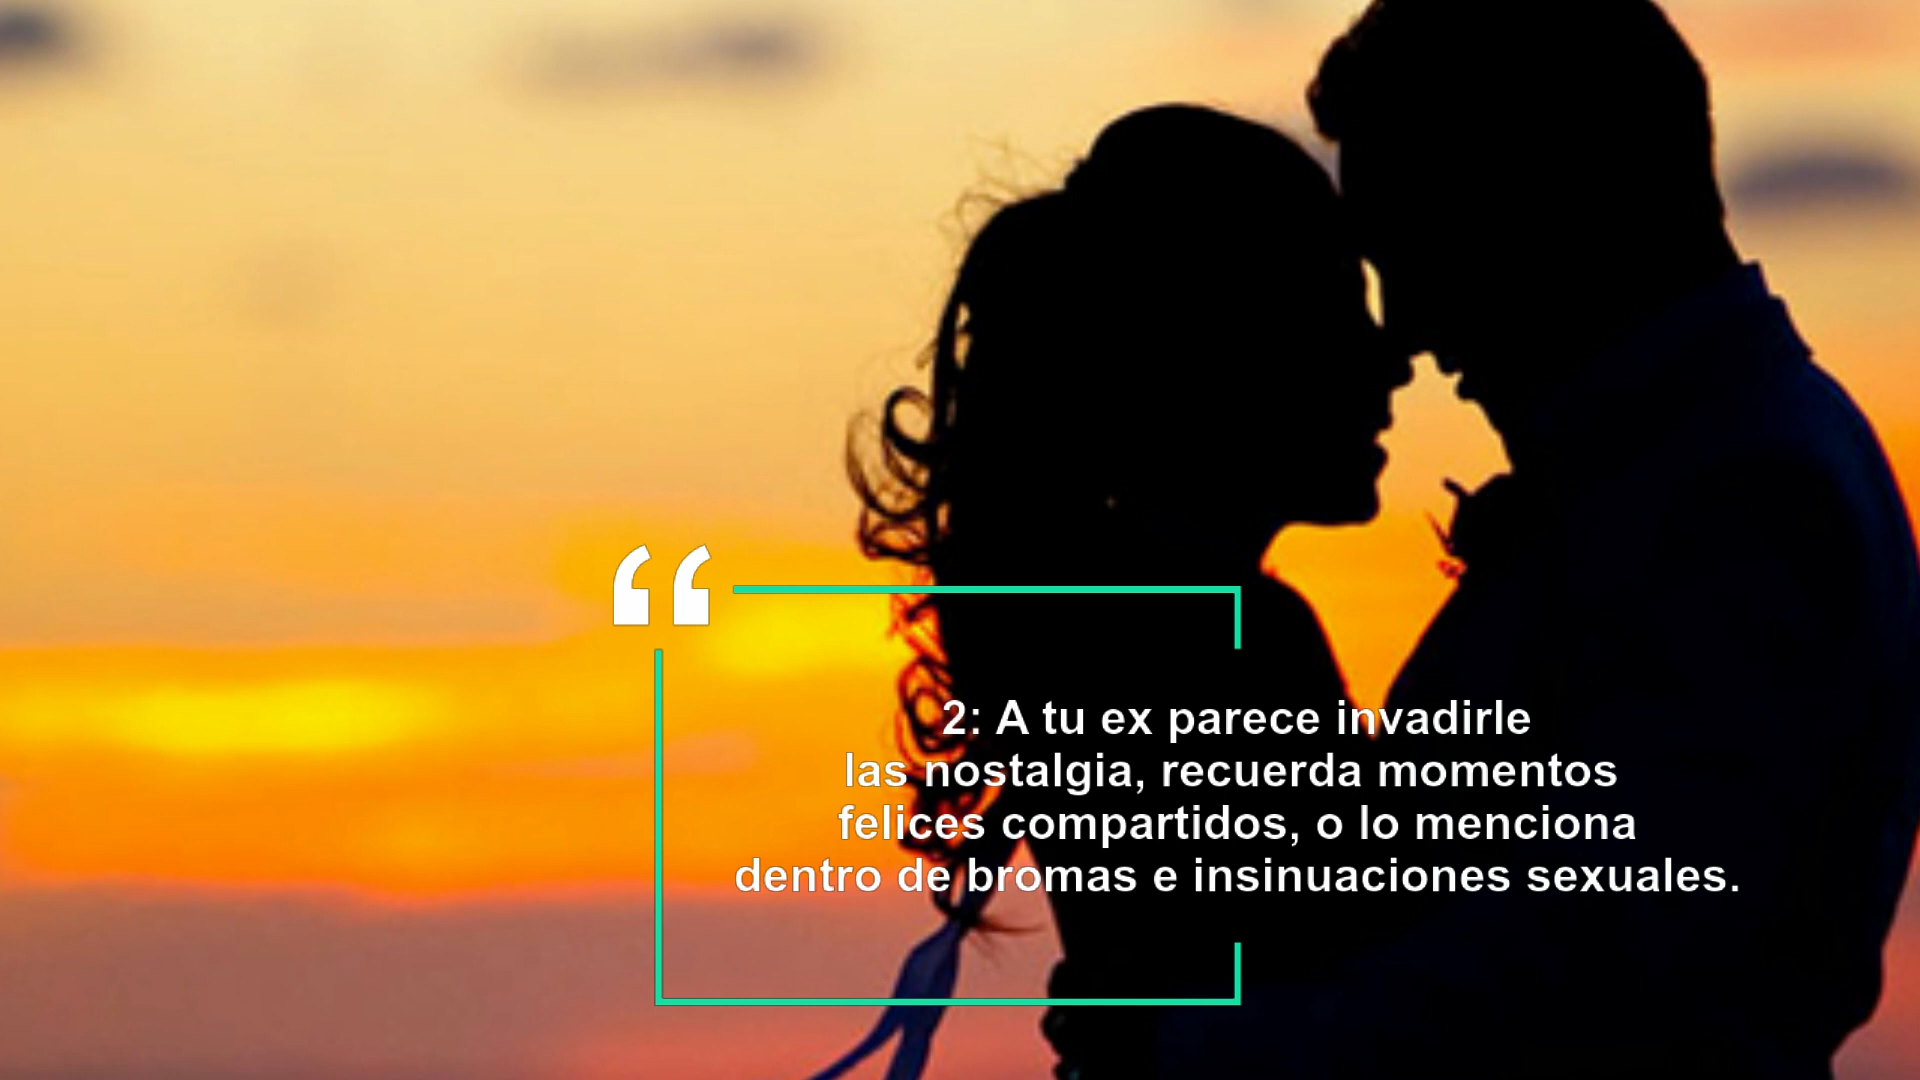 “
2: A tu ex parece invadirle
las nostalgia, recuerda momentos
felices compartidos, o lo menciona
dentro de bromas e insinuaciones sexuales.